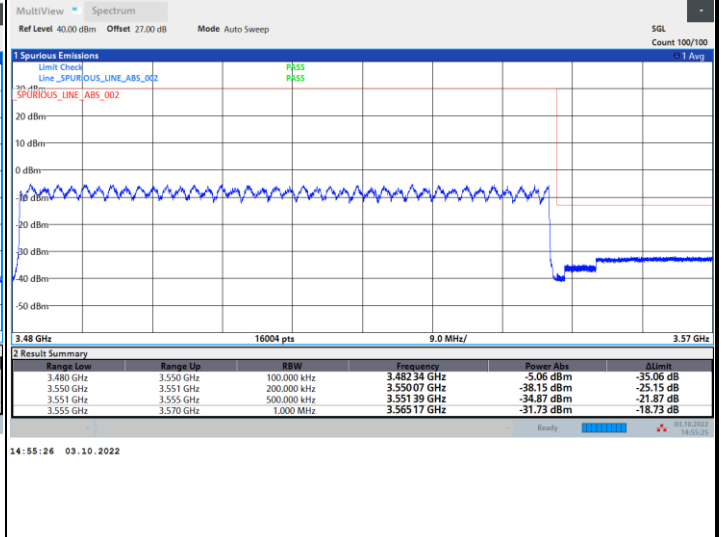 MultiView Spectrum
Ref Level 40.00 dBm Offset 27.00 dB Mode Auto Sweep SGL
Count 100/100
1 Spurious Emissions 1 Avg
Limit Check PASS
Line _SPURIOUS_LINE_ABS_002 PASS
30 dBm
_SPURIOUS_LINE_ABS_002
20 dBm
10 dBm
0 dBm
-10 dBm
-20 dBm
-30 dBm
-40 dBm
-50 dBm
3.48 GHz 16004 pts 9.0 MHz/ 3.57 GHz
2 Result Summary
Range Low Range Up RBW Frequency Power Abs ΔLimit
3.480 GHz 3.550 GHz 100.000 kHz 3.482 34 GHz -5.06 dBm -35.06 dB
3.550 GHz 3.551 GHz 200.000 kHz 3.550 07 GHz -38.15 dBm -25.15 dB
3.551 GHz 3.555 GHz 500.000 kHz 3.551 39 GHz -34.87 dBm -21.87 dB
3.555 GHz 3.570 GHz 1.000 MHz 3.565 17 GHz -31.73 dBm -18.73 dB
Ready 03.10.2022
14:55:25
14:55:26 03.10.2022